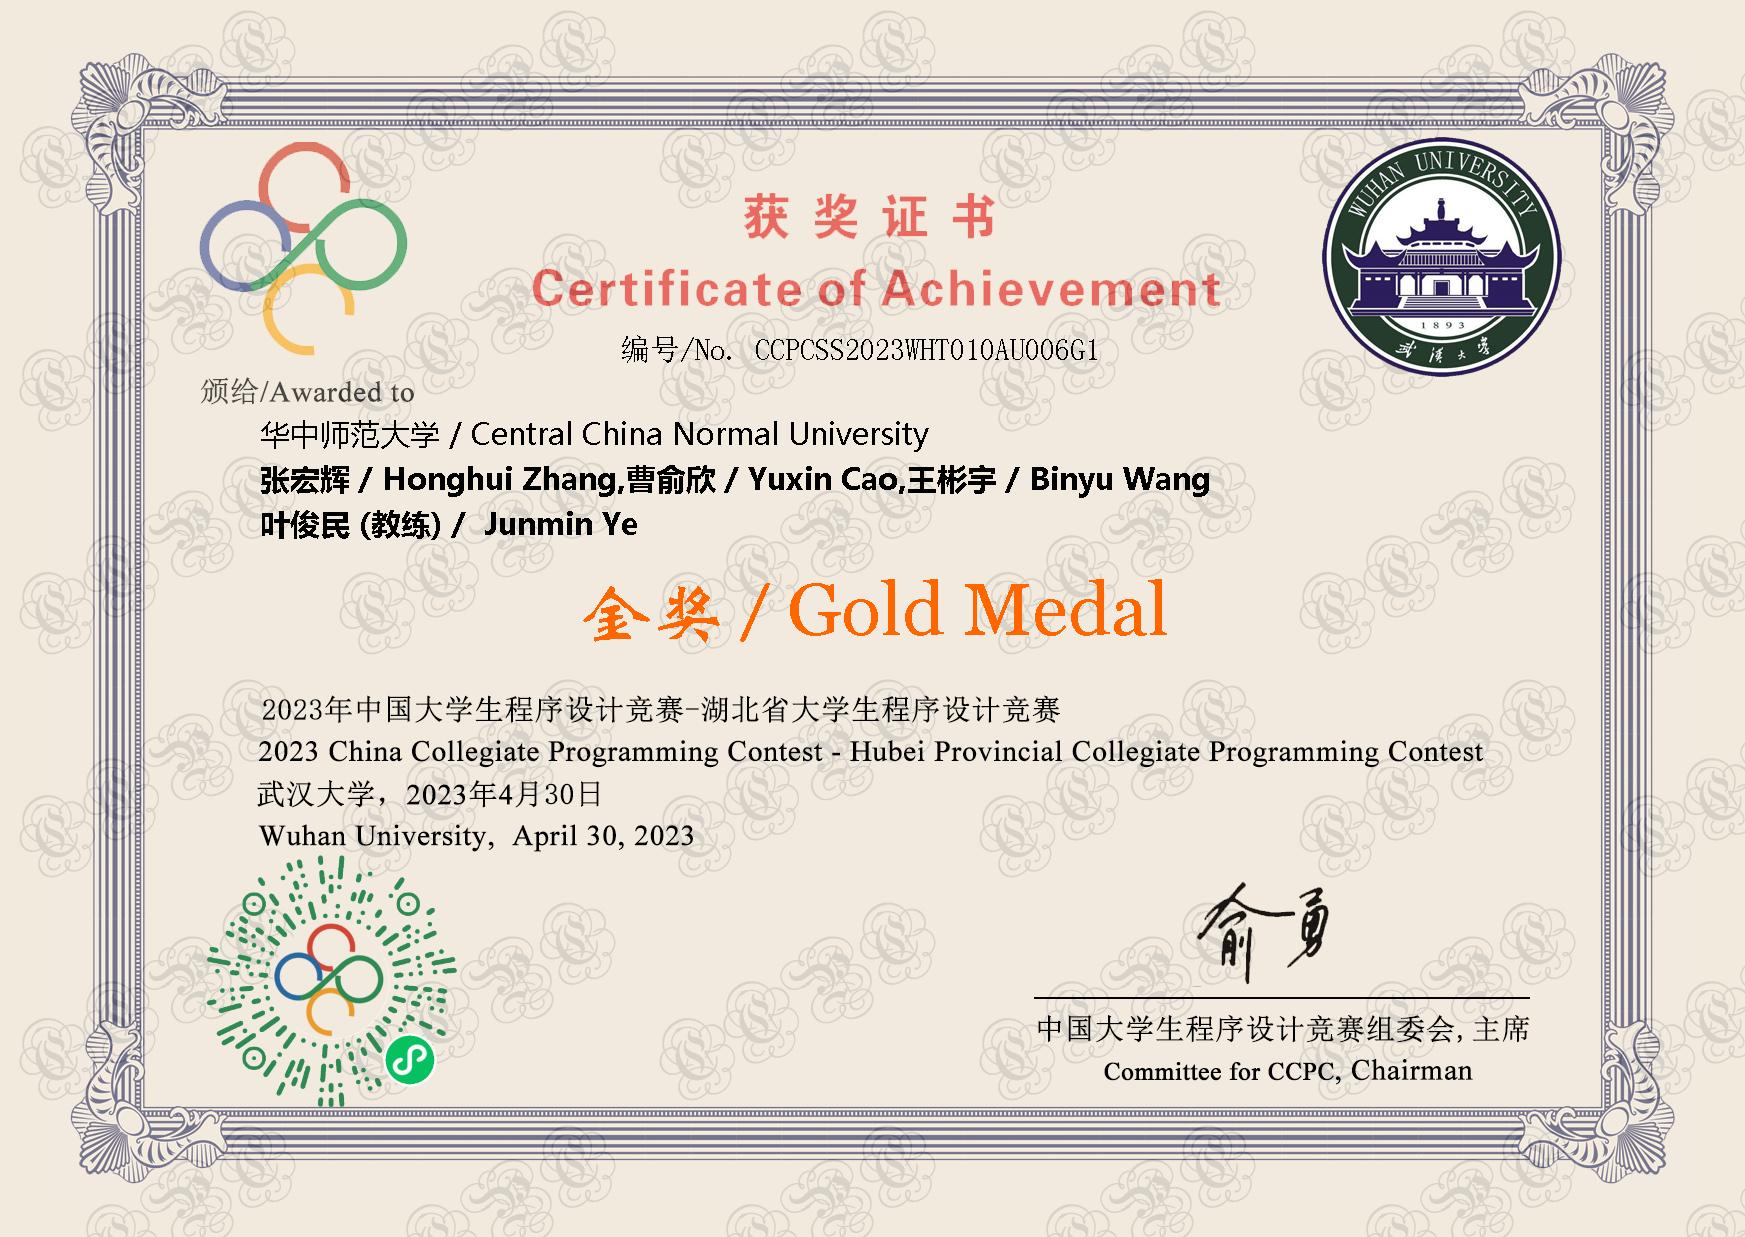 获奖证书
Certificate of Achievement
编号/No. CCPCSS2023WHT010AU006G1
WUHAN UNIVERSITY
1893
武汉大学
颁给/Awarded to
华中师范大学 / Central China Normal University
张宏辉 / Honghui Zhang,曹俞欣 / Yuxin Cao,王彬宇 / Binyu Wang
叶俊民 (教练) / Junmin Ye
金奖 / Gold Medal
2023年中国大学生程序设计竞赛-湖北省大学生程序设计竞赛
2023 China Collegiate Programming Contest - Hubei Provincial Collegiate Programming Contest
武汉大学，2023年4月30日
Wuhan University, April 30, 2023
俞勇
中国大学生程序设计竞赛组委会, 主席
Committee for CCPC, Chairman